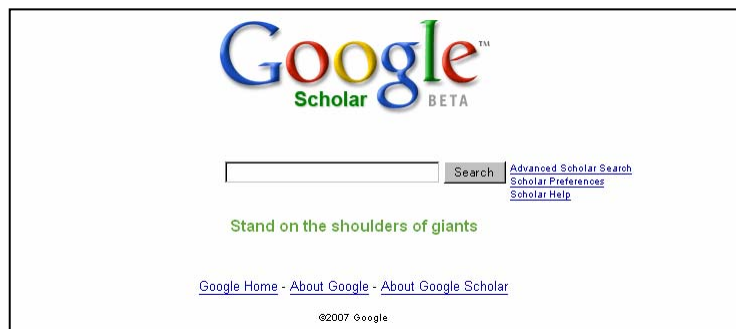 Google™
Scholar BETA
Search
Advanced Scholar Search
Scholar Preferences
Scholar Help
Stand on the shoulders of giants
Google Home - About Google - About Google Scholar
©2007 Google